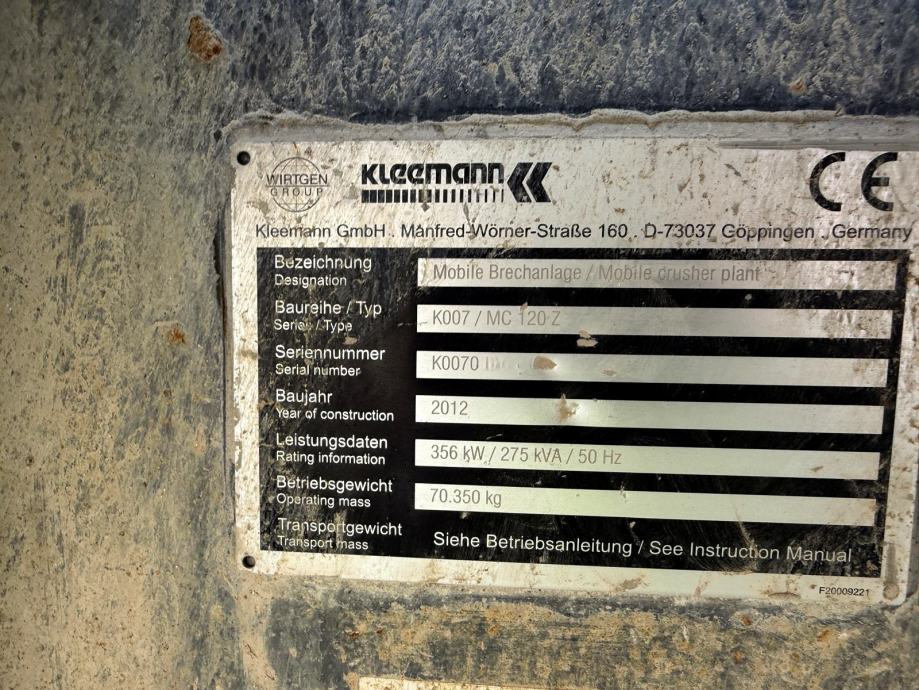 WIRTGEN
GROUP
KLEEMANN
CE
Kleemann GmbH . Manfred-Wörner-Straße 160 . D-73037 Göppingen . Germany
Bezeichnung
Designation
Mobile Brechanlage / Mobile crusher plant
Baureihe / Typ
Series / Type
K007 / MC 120 Z
Seriennummer
Serial number
K0070
Baujahr
Year of construction
2012
Leistungsdaten
Rating information
356 kW / 275 kVA / 50 Hz
Betriebsgewicht
Operating mass
70.350 kg
Transportgewicht
Transport mass
Siehe Betriebsanleitung / See Instruction Manual
F20009221